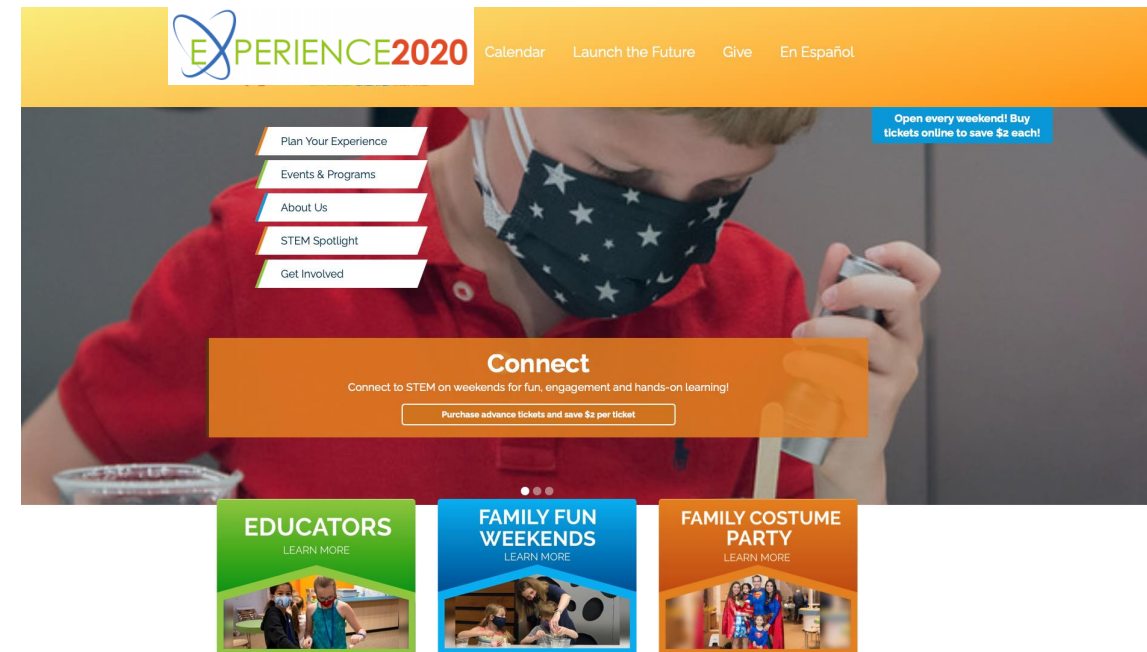 EXPERIENCE2020
Calendar Launch the Future Give En Español
Open every weekend! Buy
tickets online to save $2 each!
Plan Your Experience
Events & Programs
About Us
STEM Spotlight
Get Involved
Connect
Connect to STEM on weekends for fun, engagement and hands-on learning!
Purchase advance tickets and save $2 per ticket
EDUCATORS
LEARN MORE
FAMILY FUN
WEEKENDS
LEARN MORE
FAMILY COSTUME
PARTY
LEARN MORE